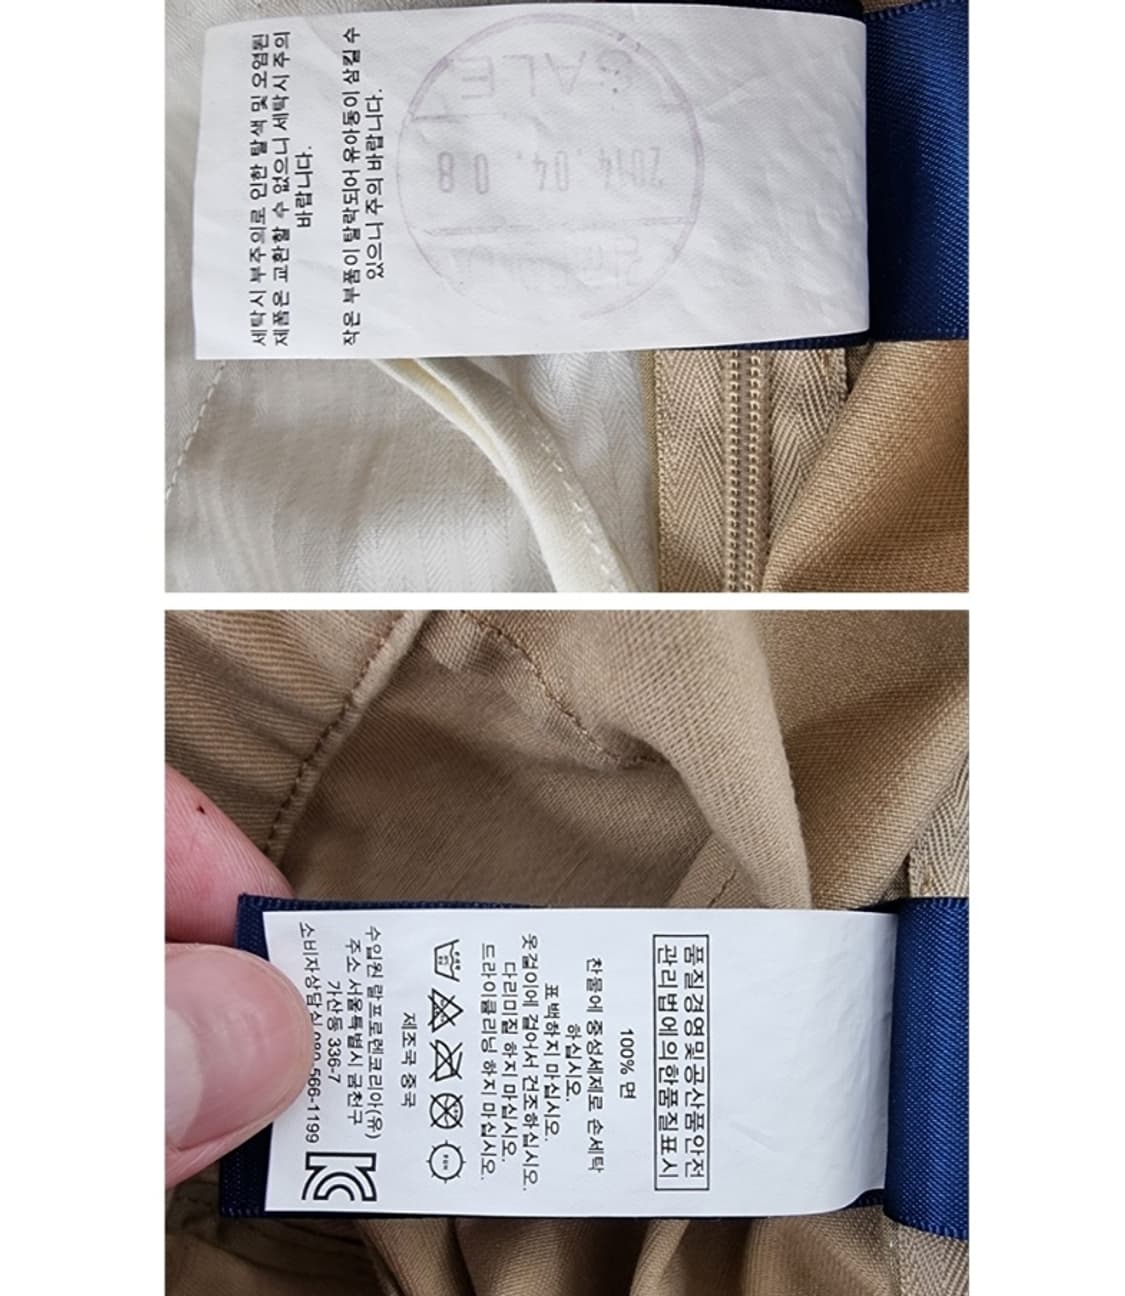 세탁시 부주의로 인한 탈색 및 오염된
제품은 교환할 수 없으니 세탁시 주의
바랍니다.
작은 부품이 탈락되어 유아동이 삼킬 수
있으니 주의 바랍니다.
SALE
2014.04.08
품질경영및공산품안전
관리법에의한품질표시
100% 면
찬물에 중성세제로 손세탁
하십시오.
표백하지 마십시오.
옷걸이에 걸어서 건조하십시오.
다리미질 하지 마십시오.
드라이클리닝 하지 마십시오.
제조국 중국
수입원 랄프로렌코리아(유)
주소 서울특별시 금천구
가산동 336-7
소비자상담실 566-1199